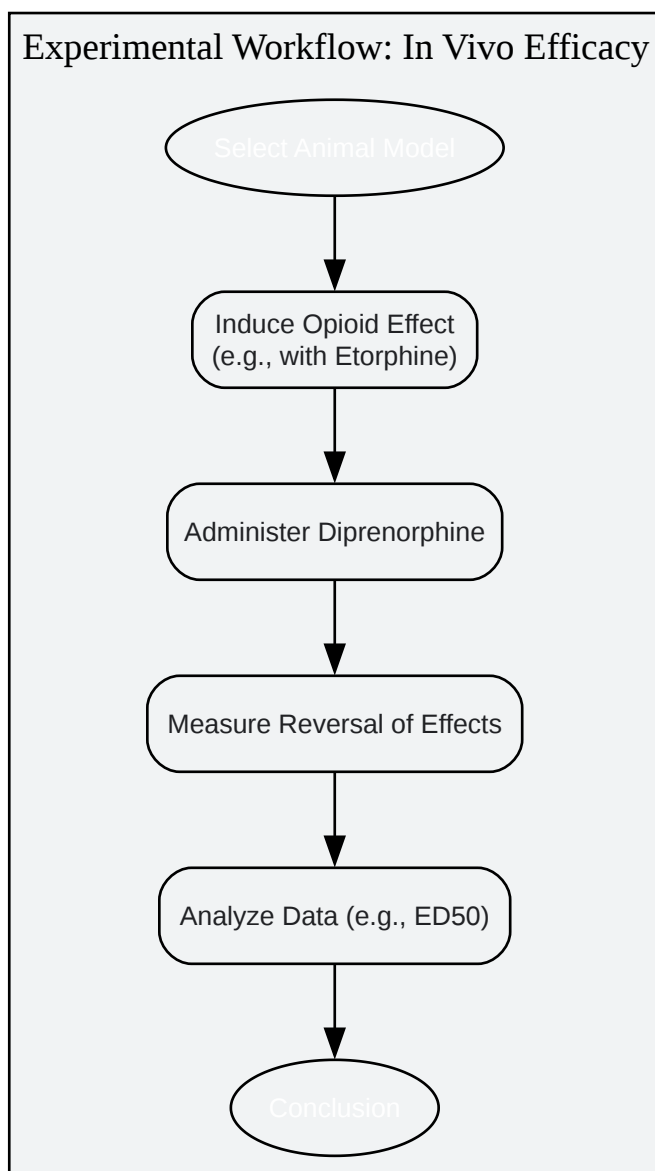 Experimental Workflow: In Vivo Efficacy
Select Animal Model
Induce Opioid Effect
(e.g., with Etorphine)
Administer Diprenorphine
Measure Reversal of Effects
Analyze Data (e.g., ED50)
Conclusion